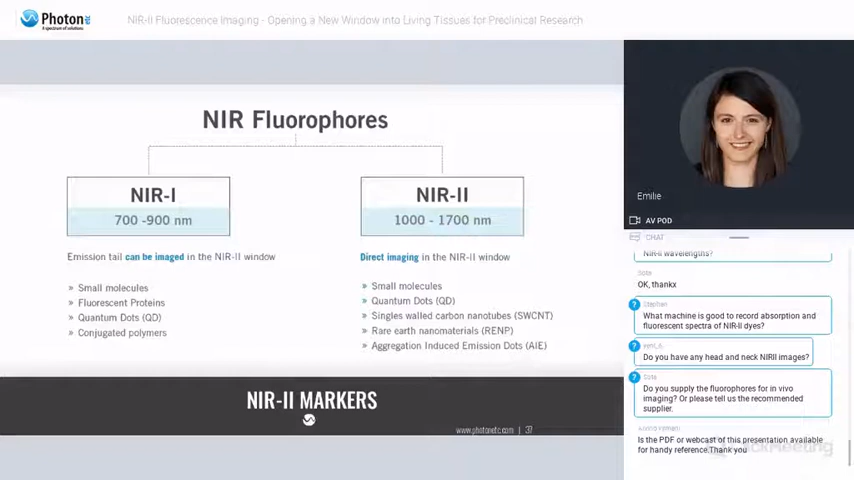 Photon etc
A spectrum of solutions
NIR-II Fluorescence Imaging - Opening a New Window into Living Tissues for Preclinical Research
NIR Fluorophores
NIR-I
700 -900 nm
Emission tail can be imaged in the NIR-II window
» Small molecules
» Fluorescent Proteins
» Quantum Dots (QD)
» Conjugated polymers
NIR-II
1000 - 1700 nm
Direct imaging in the NIR-II window
» Small molecules
» Quantum Dots (QD)
» Singles walled carbon nanotubes (SWCNT)
» Rare earth nanomaterials (RENP)
» Aggregation Induced Emission Dots (AIE)
NIR-II MARKERS
www.photonetc.com | 37
Emilie
AV POD
CHAT
NIR-II wavelengths?
OK, thankx
? Stephen
What machine is good to record absorption and
fluorescent spectra of NIR-II dyes?
?
Do you have any head and neck NIRII images?
?
Do you supply the fluorophores for in vivo
imaging? Or please tell us the recommended
supplier.
Is the PDF or webcast of this presentation available
for handy reference.Thank you